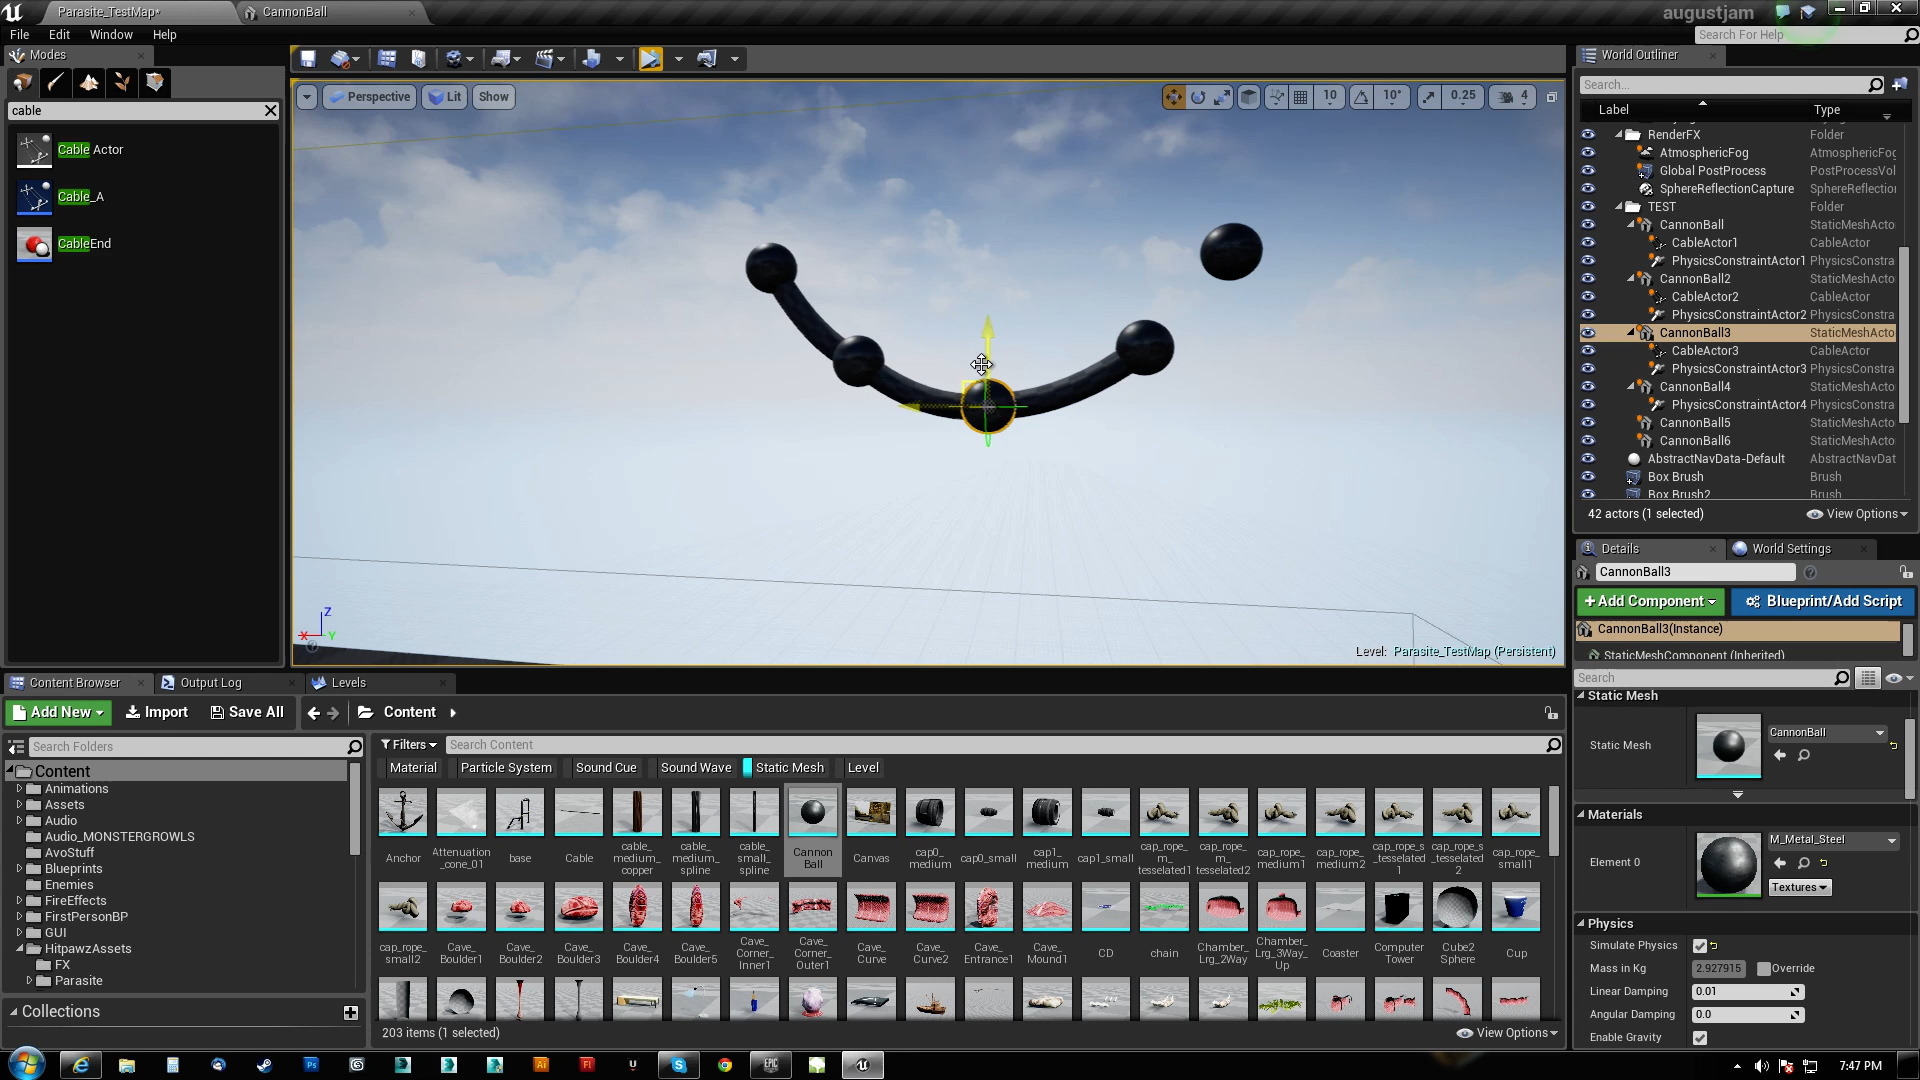 Parasite_TestMap*
CannonBall
augustjam
File Edit Window Help
Search For Help
Modes
cable
Cable Actor
Cable_A
CableEnd
Perspective
Lit
Show
10
10°
0.25
4
X
Y
Z
Level: Parasite_TestMap (Persistent)
World Outliner
Search...
Label Type
RenderFX Folder
AtmosphericFog AtmosphericFog
Global PostProcess PostProcessVol
SphereReflectionCapture SphereReflection
TEST Folder
CannonBall StaticMeshActo
CableActor1 CableActor
PhysicsConstraintActor1 PhysicsConstra
CannonBall2 StaticMeshActo
CableActor2 CableActor
PhysicsConstraintActor2 PhysicsConstra
CannonBall3 StaticMeshActo
CableActor3 CableActor
PhysicsConstraintActor3 PhysicsConstra
CannonBall4 StaticMeshActo
PhysicsConstraintActor4 PhysicsConstra
CannonBall5 StaticMeshActo
CannonBall6 StaticMeshActo
AbstractNavData-Default AbstractNavDat
Box Brush Brush
Box Brush2 Brush
42 actors (1 selected)
View Options
Details
World Settings
CannonBall3
Add Component
Blueprint/Add Script
CannonBall3(Instance)
StaticMeshComponent (Inherited)
Search
Static Mesh
Static Mesh
CannonBall
Materials
Element 0
M_Metal_Steel
Textures
Physics
Simulate Physics
Mass in Kg 2.927915 Override
Linear Damping 0.01
Angular Damping 0.0
Enable Gravity
Content Browser
Output Log
Levels
Add New
Import
Save All
Content
Search Folders
Content
Animations
Assets
Audio
Audio_MONSTERGROWLS
AvoStuff
Blueprints
Enemies
FireEffects
FirstPersonBP
GUI
HitpawzAssets
FX
Parasite
Collections
Filters
Search Content
Material
Particle System
Sound Cue
Sound Wave
Static Mesh
Level
Anchor
Attenuation_
cone_01
base
Cable
cable_
medium_
copper
cable_
medium_
spline
cable_
small_
spline
Cannon
Ball
Canvas
cap0_
medium
cap0_small
cap1_
medium
cap1_small
cap_rope_
m_
tesselated1
cap_rope_
m_
tesselated2
cap_rope_
medium1
cap_rope_
medium2
cap_rope_s
_tesselated
1
cap_rope_s
_tesselated
2
cap_rope_
small1
cap_rope_
small2
Cave_
Boulder1
Cave_
Boulder2
Cave_
Boulder3
Cave_
Boulder4
Cave_
Boulder5
Cave_
Corner_
Inner1
Cave_
Corner_
Outer1
Cave_
Curve
Cave_
Curve2
Cave_
Entrance1
Cave_
Mound1
CD
chain
Chamber_
Lrg_2Way
Chamber_
Lrg_3Way_
Up
Coaster
Computer
Tower
Cube2
Sphere
Cup
203 items (1 selected)
View Options
7:47 PM